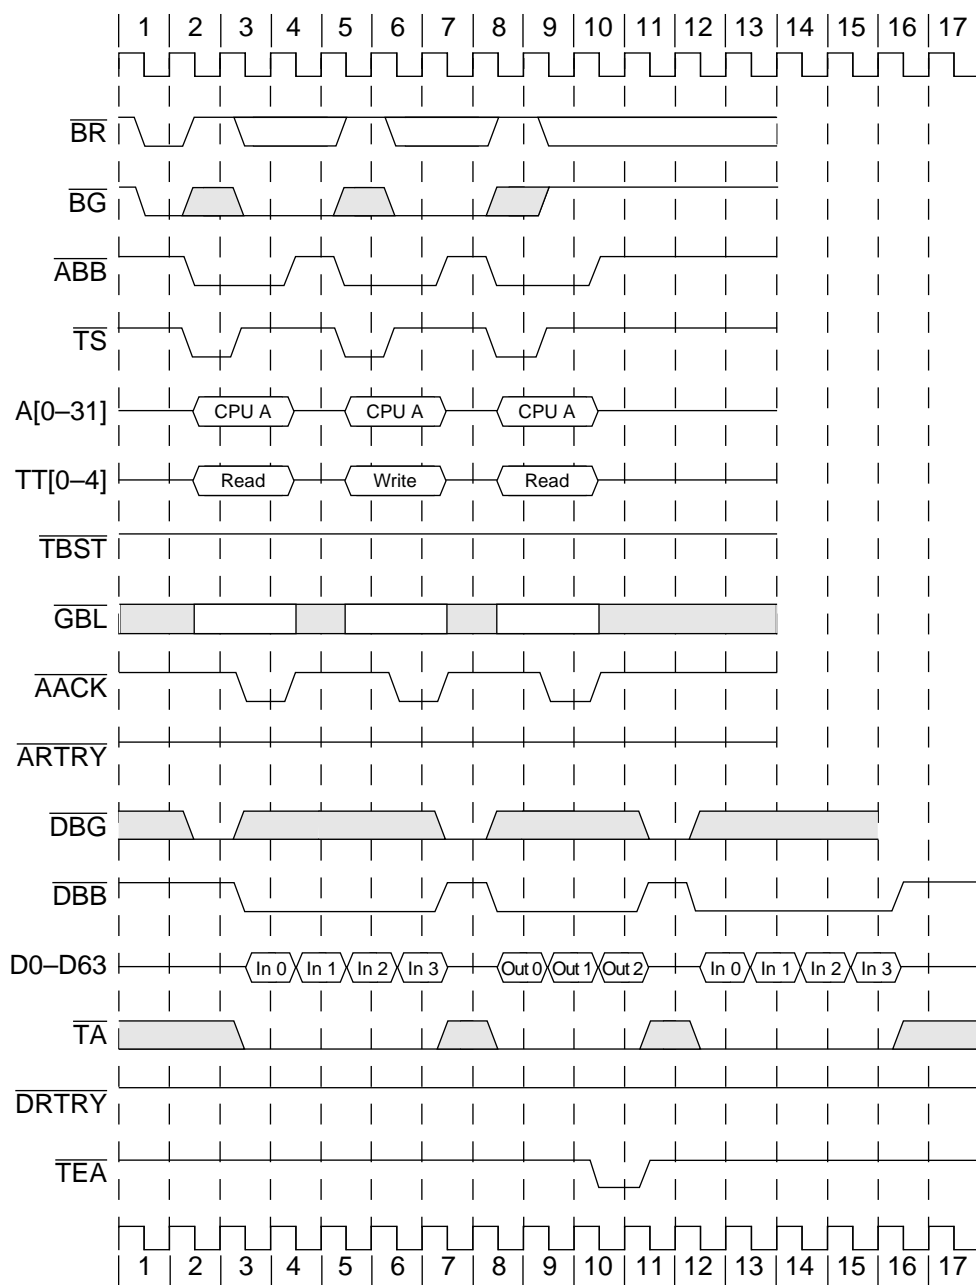 1 2 3 4 5 6 7 8 9 10 11 12 13 14 15 16 17
BR
BG
ABB
TS
A[0–31] CPU A CPU A CPU A
TT[0–4] Read Write Read
TBST
GBL
AACK
ARTRY
DBG
DBB
D0–D63 In 0 In 1 In 2 In 3 Out 0 Out 1 Out 2 In 0 In 1 In 2 In 3
TA
DRTRY
TEA
1 2 3 4 5 6 7 8 9 10 11 12 13 14 15 16 17